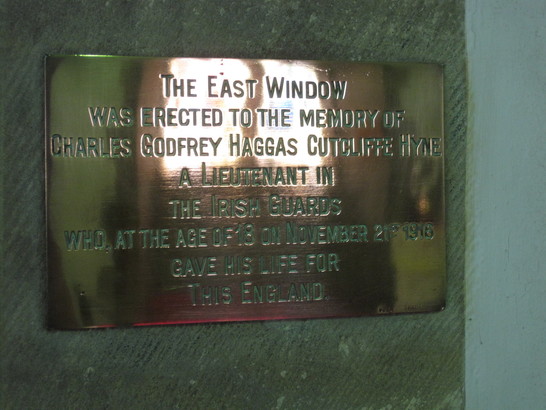 THE EAST WINDOW
WAS ERECTED TO THE MEMORY OF
CHARLES GODFREY HAGGAS CUTCLIFFE HYNE
A LIEUTENANT IN
THE IRISH GUARDS
WHO, AT THE AGE OF 18 ON NOVEMBER 21ST 1916
GAVE HIS LIFE FOR
THIS ENGLAND.